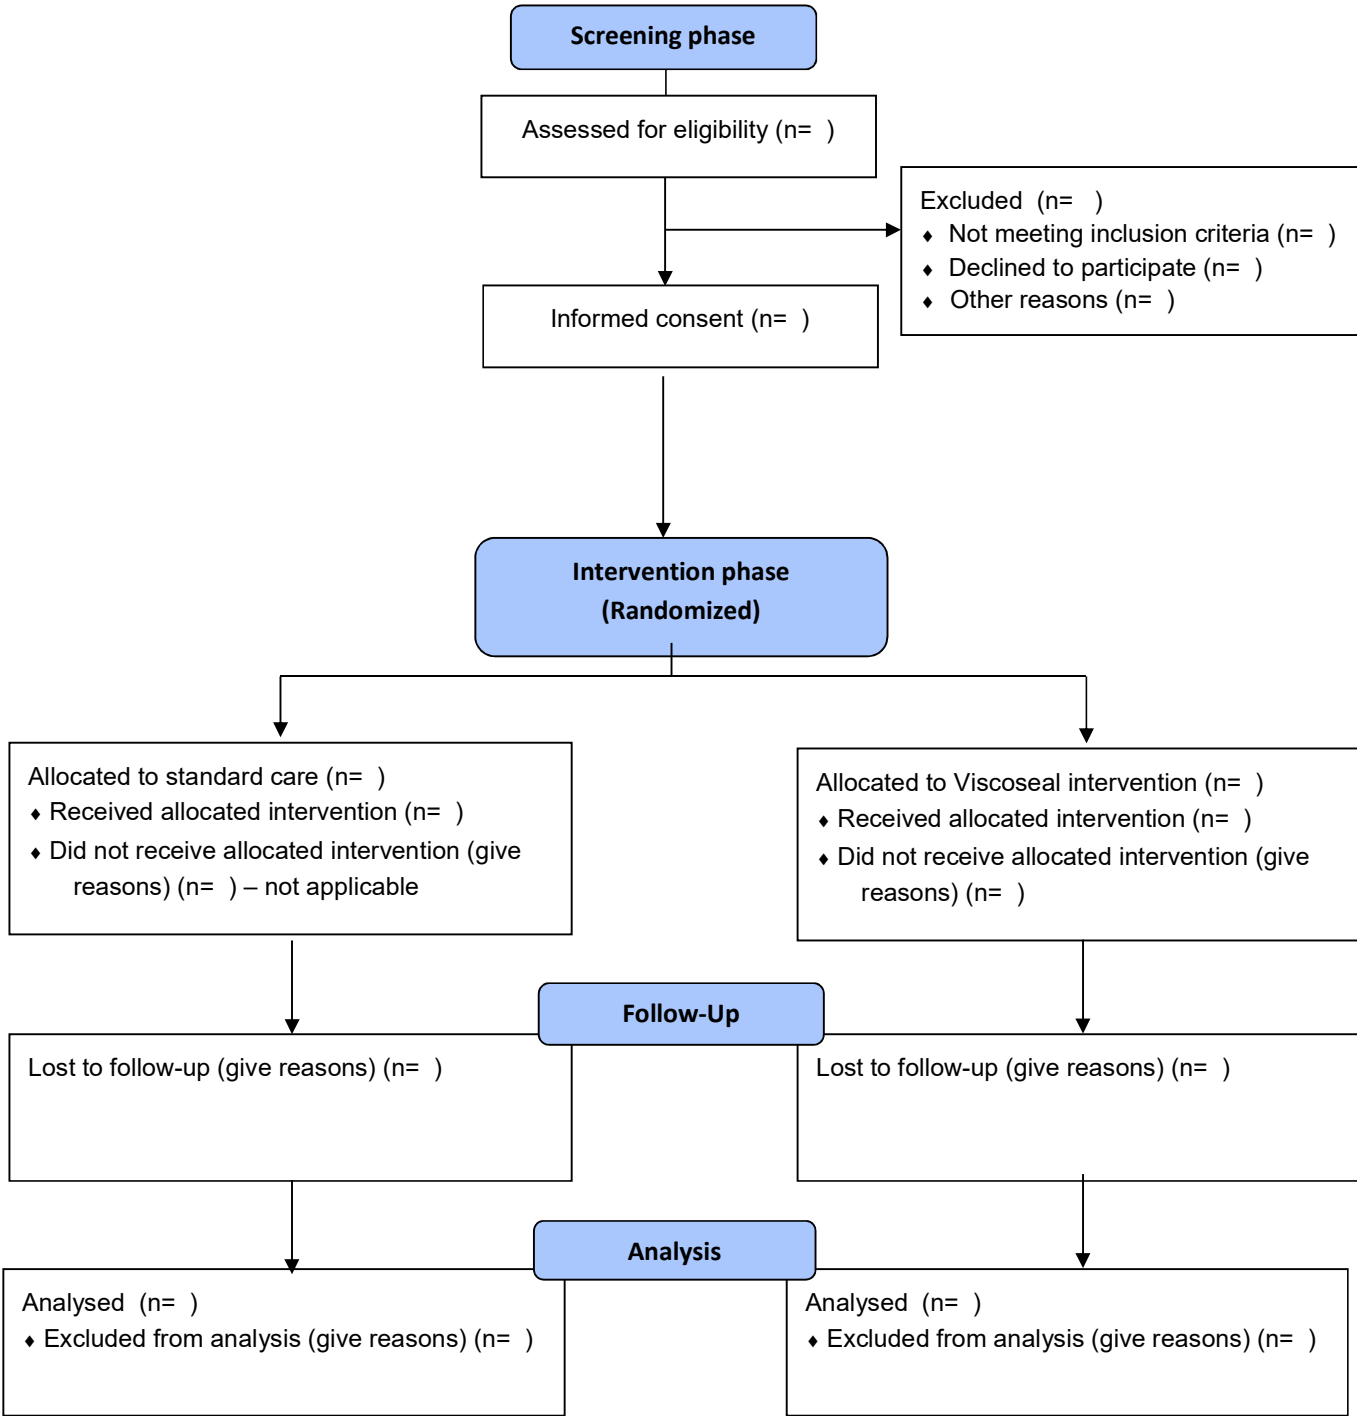 Screening phase
Assessed for eligibility (n=  )
Excluded  (n=   )
♦ Not meeting inclusion criteria (n=  )
♦ Declined to participate (n=  )
♦ Other reasons (n=  )
Informed consent (n=  )
Intervention phase
(Randomized)
Allocated to standard care (n=  )
♦ Received allocated intervention (n=  )
♦ Did not receive allocated intervention (give
reasons) (n=  ) – not applicable
Allocated to Viscoseal intervention (n=  )
♦ Received allocated intervention (n=  )
♦ Did not receive allocated intervention (give
reasons) (n=  )
Follow-Up
Lost to follow-up (give reasons) (n=  )
Lost to follow-up (give reasons) (n=  )
Analysis
Analysed  (n=  )
♦ Excluded from analysis (give reasons) (n=  )
Analysed  (n=  )
♦ Excluded from analysis (give reasons) (n=  )